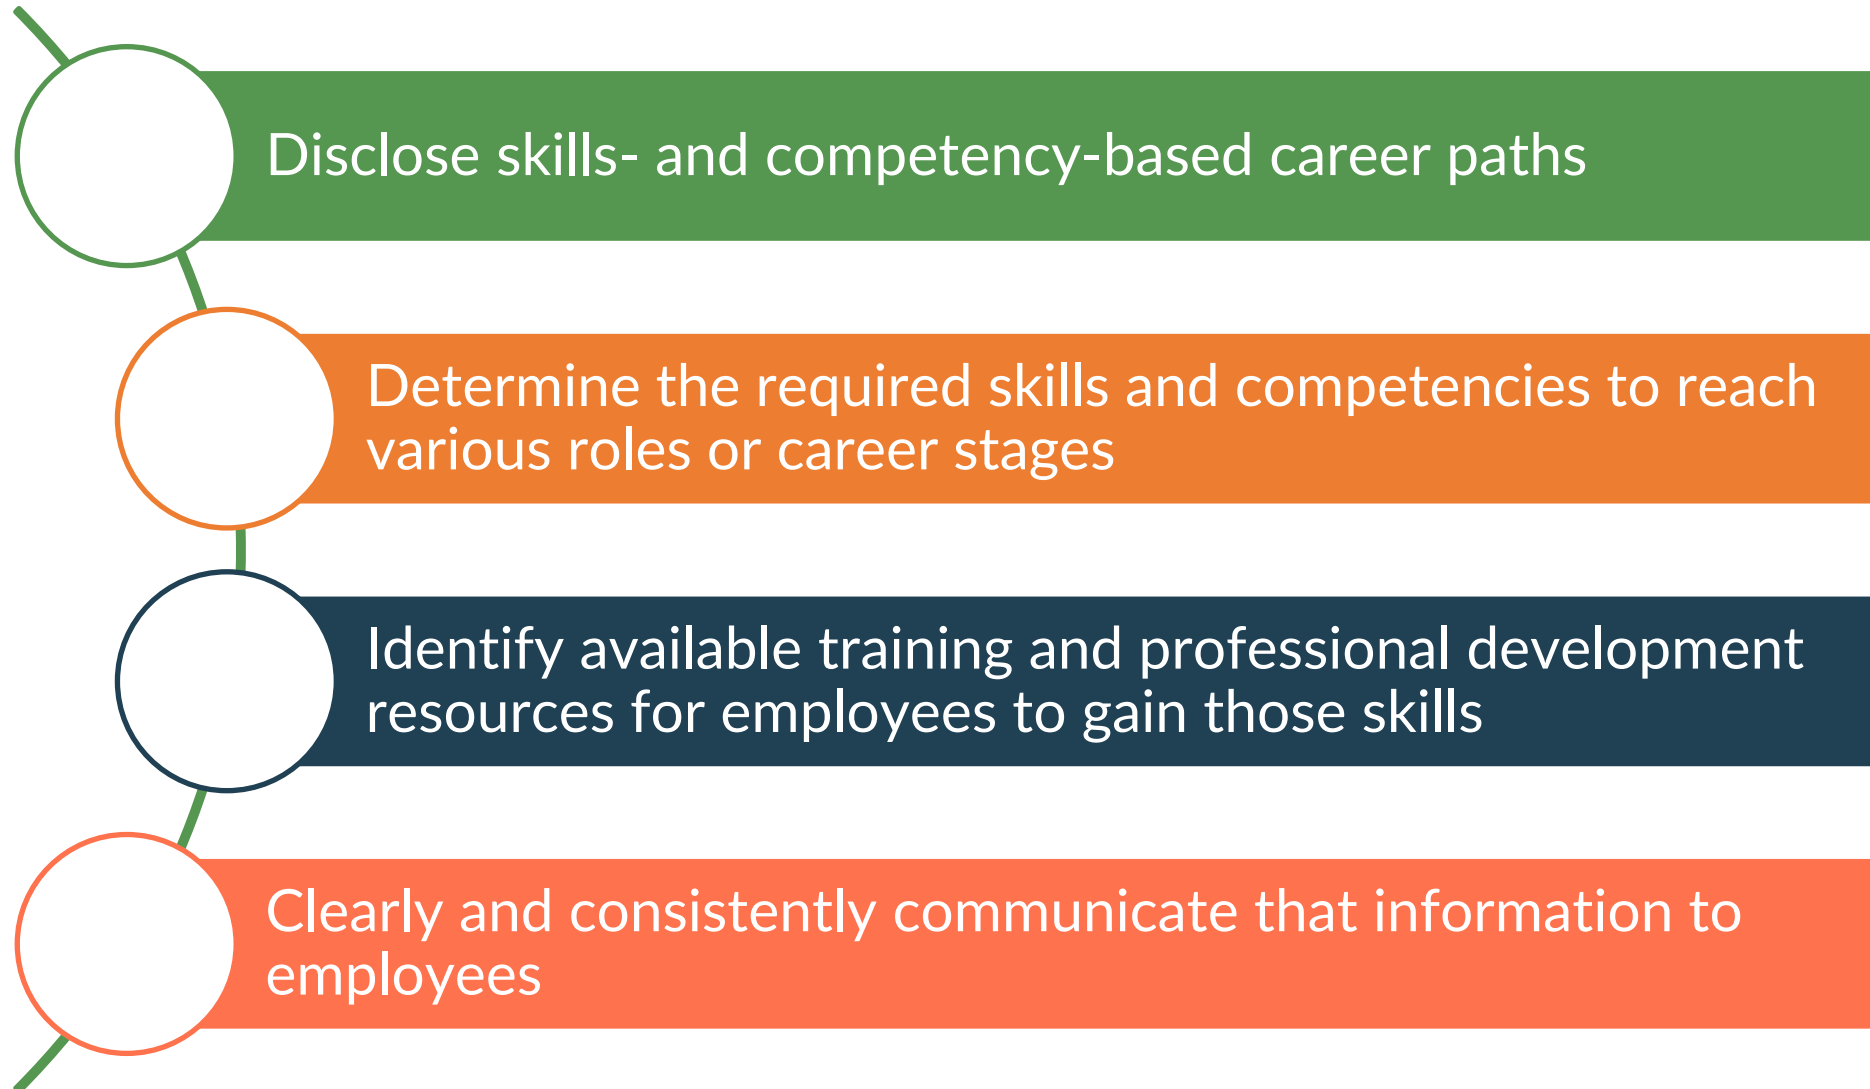 Disclose skills- and competency-based career paths
Determine the required skills and competencies to reach
various roles or career stages
Identify available training and professional development
resources for employees to gain those skills
Clearly and consistently communicate that information to
employees